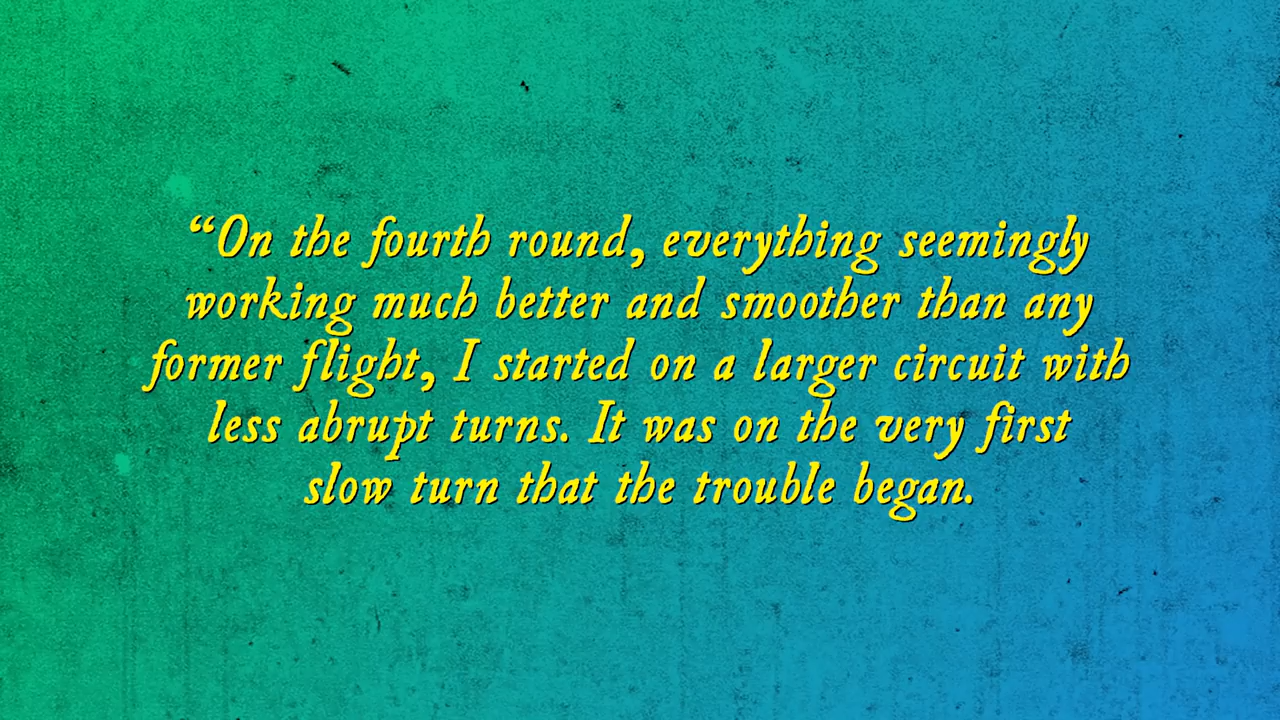 “On the fourth round, everything seemingly
working much better and smoother than any
former flight, I started on a larger circuit with
less abrupt turns. It was on the very first
slow turn that the trouble began.